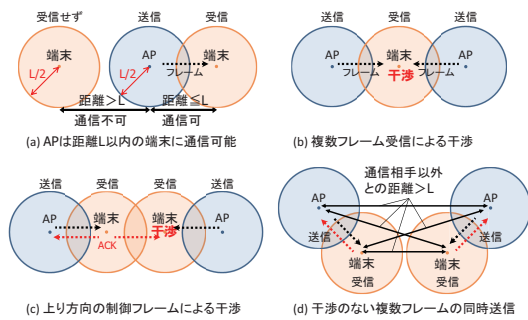 受信せず 送信 受信
端末 AP 端末
L/2 L/2 フレーム
距離>L 距離≦L
通信不可 通信可
(a) APは距離L以内の端末に通信可能
送信 受信 送信
AP 端末 AP
フレーム 干渉 フレーム
(b) 複数フレーム受信による干渉
送信 受信 受信 送信
AP 端末 端末 AP
ACK 干渉
(c) 上り方向の制御フレームによる干渉
通信相手以外
との距離>L
送信 送信
AP AP
送信 送信
端末 端末
受信 受信
(d) 干渉のない複数フレームの同時送信